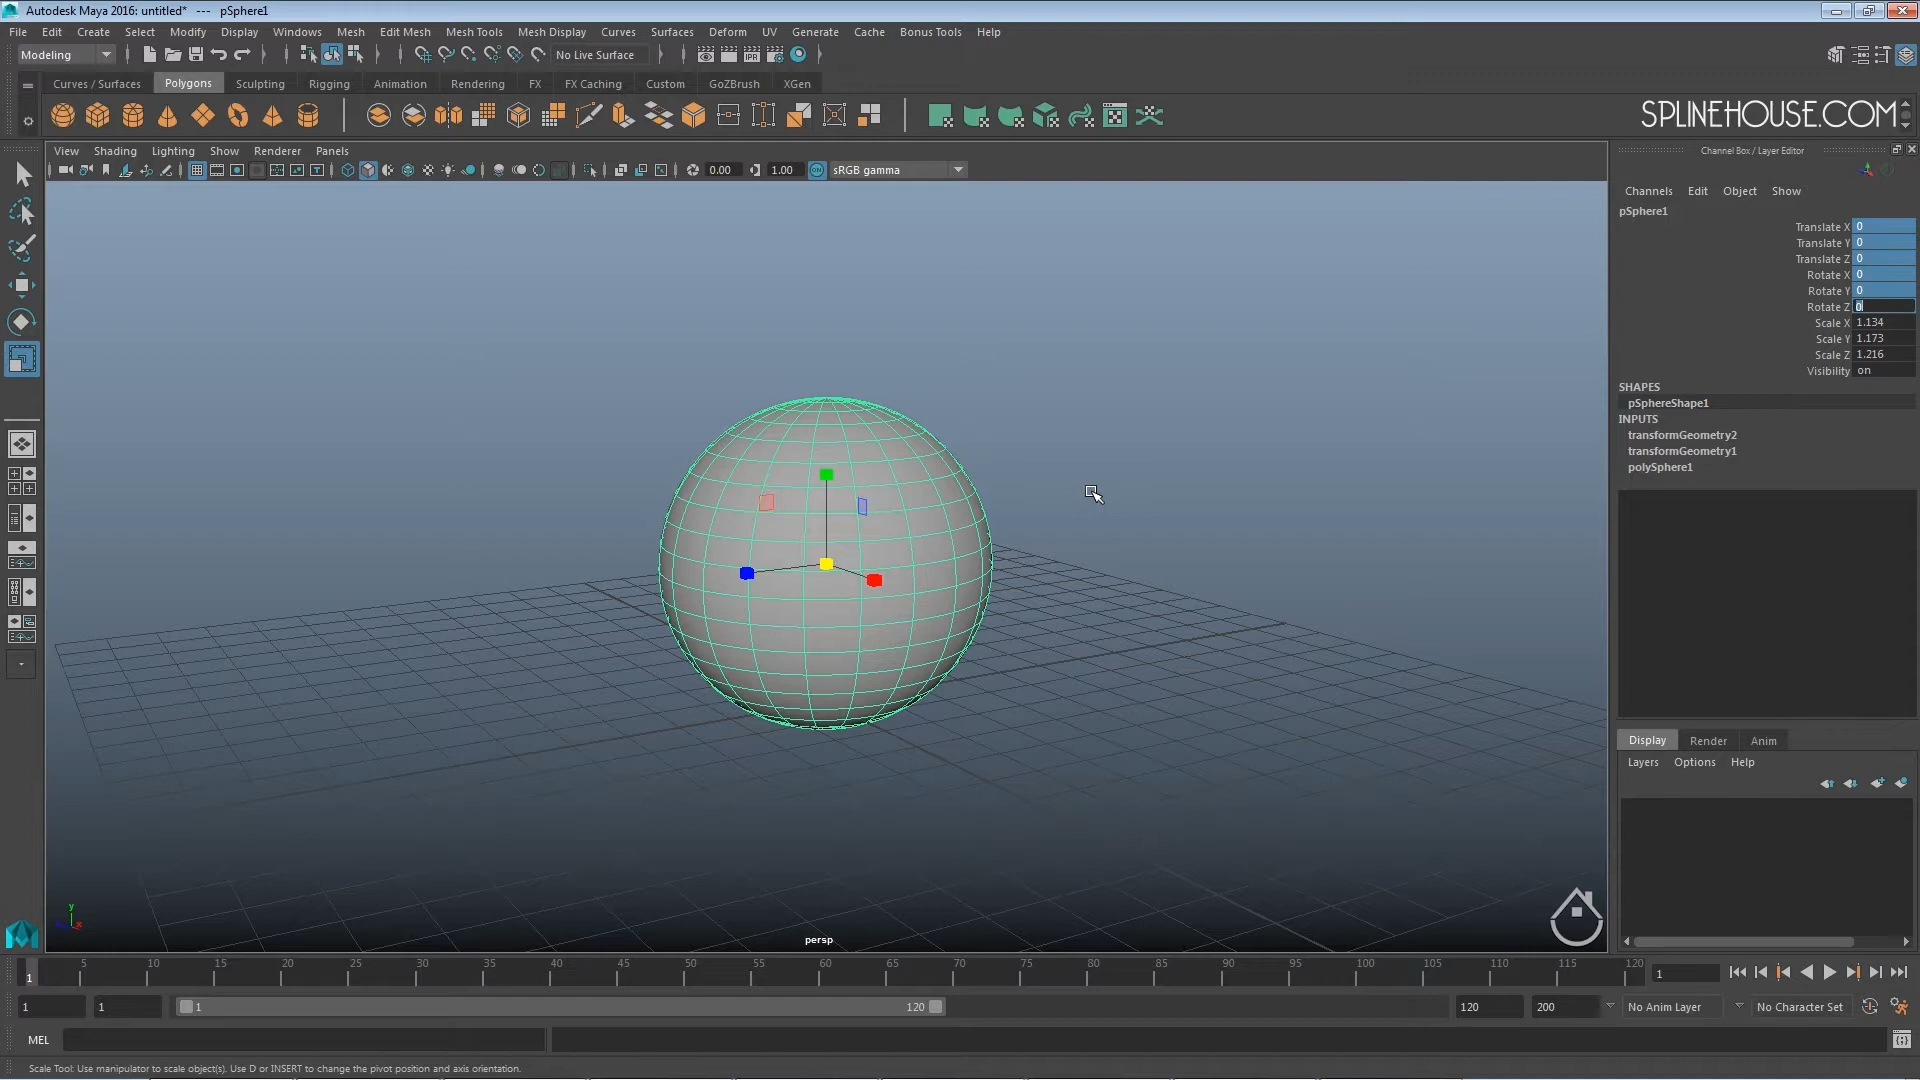 Autodesk Maya 2016: untitled* --- pSphere1
File Edit Create Select Modify Display Windows Mesh Edit Mesh Mesh Tools Mesh Display Curves Surfaces Deform UV Generate Cache Bonus Tools Help
Modeling No Live Surface IPR
Curves / Surfaces Polygons Sculpting Rigging Animation Rendering FX FX Caching Custom GoZBrush XGen
SPLINEHOUSE.COM
View Shading Lighting Show Renderer Panels
0.00 1.00 ON sRGB gamma
Channel Box / Layer Editor
Channels Edit Object Show
pSphere1
Translate X 0
Translate Y 0
Translate Z 0
Rotate X 0
Rotate Y 0
Rotate Z 0
Scale X 1.134
Scale Y 1.173
Scale Z 1.216
Visibility on
SHAPES
pSphereShape1
INPUTS
transformGeometry2
transformGeometry1
polySphere1
Display Render Anim
Layers Options Help
y
x
persp
5 10 15 20 25 30 35 40 45 50 55 60 65 70 75 80 85 90 95 100 105 110 115 120
1 1
1 1 1 120 120 200 No Anim Layer No Character Set
MEL
Scale Tool: Use manipulator to scale object(s). Use D or INSERT to change the pivot position and axis orientation.